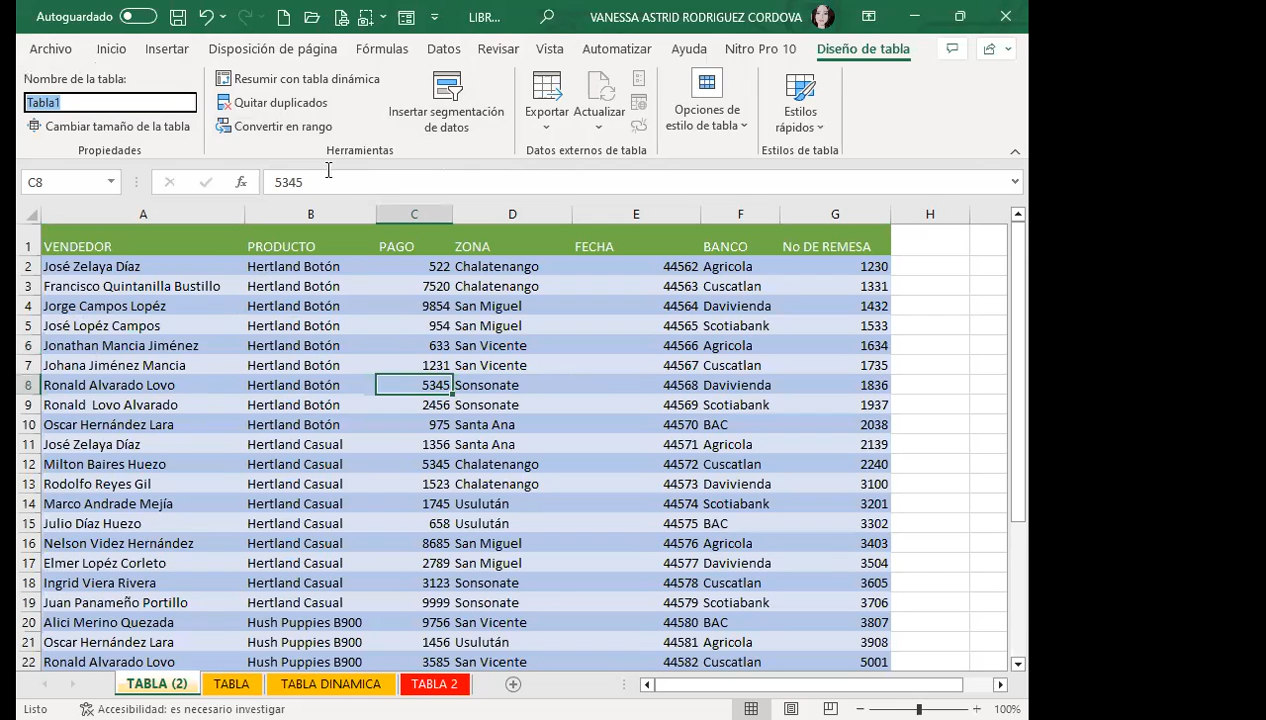 Autoguardado LIBR... VANESSA ASTRID RODRIGUEZ CORDOVA
Archivo Inicio Insertar Disposición de página Fórmulas Datos Revisar Vista Automatizar Ayuda Nitro Pro 10 Diseño de tabla
Nombre de la tabla:
Tabla1
Cambiar tamaño de la tabla
Propiedades
Resumir con tabla dinámica
Quitar duplicados
Convertir en rango
Insertar segmentación
de datos
Herramientas
Exportar Actualizar
Datos externos de tabla
Opciones de
estilo de tabla
Estilos
rápidos
Estilos de tabla
C8 fx 5345
A B C D E F G H
1 VENDEDOR PRODUCTO PAGO ZONA FECHA BANCO No DE REMESA
2 José Zelaya Díaz Hertland Botón 522 Chalatenango 44562 Agricola 1230
3 Francisco Quintanilla Bustillo Hertland Botón 7520 Chalatenango 44563 Cuscatlan 1331
4 Jorge Campos Lopéz Hertland Botón 9854 San Miguel 44564 Davivienda 1432
5 José Lopéz Campos Hertland Botón 954 San Miguel 44565 Scotiabank 1533
6 Jonathan Mancia Jiménez Hertland Botón 633 San Vicente 44566 Agricola 1634
7 Johana Jiménez Mancia Hertland Botón 1231 San Vicente 44567 Cuscatlan 1735
8 Ronald Alvarado Lovo Hertland Botón 5345 Sonsonate 44568 Davivienda 1836
9 Ronald  Lovo Alvarado Hertland Botón 2456 Sonsonate 44569 Scotiabank 1937
10 Oscar Hernández Lara Hertland Botón 975 Santa Ana 44570 BAC 2038
11 José Zelaya Díaz Hertland Casual 1356 Santa Ana 44571 Agricola 2139
12 Milton Baires Huezo Hertland Casual 5345 Chalatenango 44572 Cuscatlan 2240
13 Rodolfo Reyes Gil Hertland Casual 1523 Chalatenango 44573 Davivienda 3100
14 Marco Andrade Mejía Hertland Casual 1745 Usulután 44574 Scotiabank 3201
15 Julio Díaz Huezo Hertland Casual 658 Usulután 44575 BAC 3302
16 Nelson Videz Hernández Hertland Casual 8685 San Miguel 44576 Agricola 3403
17 Elmer Lopéz Corleto Hertland Casual 2789 San Miguel 44577 Davivienda 3504
18 Ingrid Viera Rivera Hertland Casual 3123 Sonsonate 44578 Cuscatlan 3605
19 Juan Panameño Portillo Hertland Casual 9999 Sonsonate 44579 Scotiabank 3706
20 Alici Merino Quezada Hush Puppies B900 9756 San Vicente 44580 BAC 3807
21 Oscar Hernández Lara Hush Puppies B900 1456 Usulután 44581 Agricola 3908
22 Ronald Alvarado Lovo Hush Puppies B900 3585 San Vicente 44582 Cuscatlan 5001
TABLA (2) TABLA TABLA DINAMICA TABLA 2
Listo Accesibilidad: es necesario investigar 100%